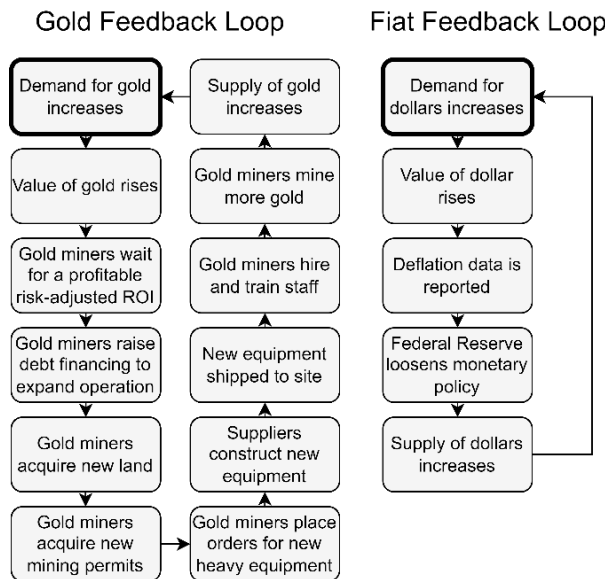 Gold Feedback Loop
Demand for gold
increases
Value of gold rises
Gold miners wait
for a profitable
risk-adjusted ROI
Gold miners raise
debt financing to
expand operation
Gold miners
acquire new land
Gold miners
acquire new
mining permits
Gold miners place
orders for new
heavy equipment
Suppliers
construct new
equipment
New equipment
shipped to site
Gold miners hire
and train staff
Gold miners mine
more gold
Supply of gold
increases
Fiat Feedback Loop
Demand for
dollars increases
Value of dollar
rises
Deflation data is
reported
Federal Reserve
loosens monetary
policy
Supply of dollars
increases